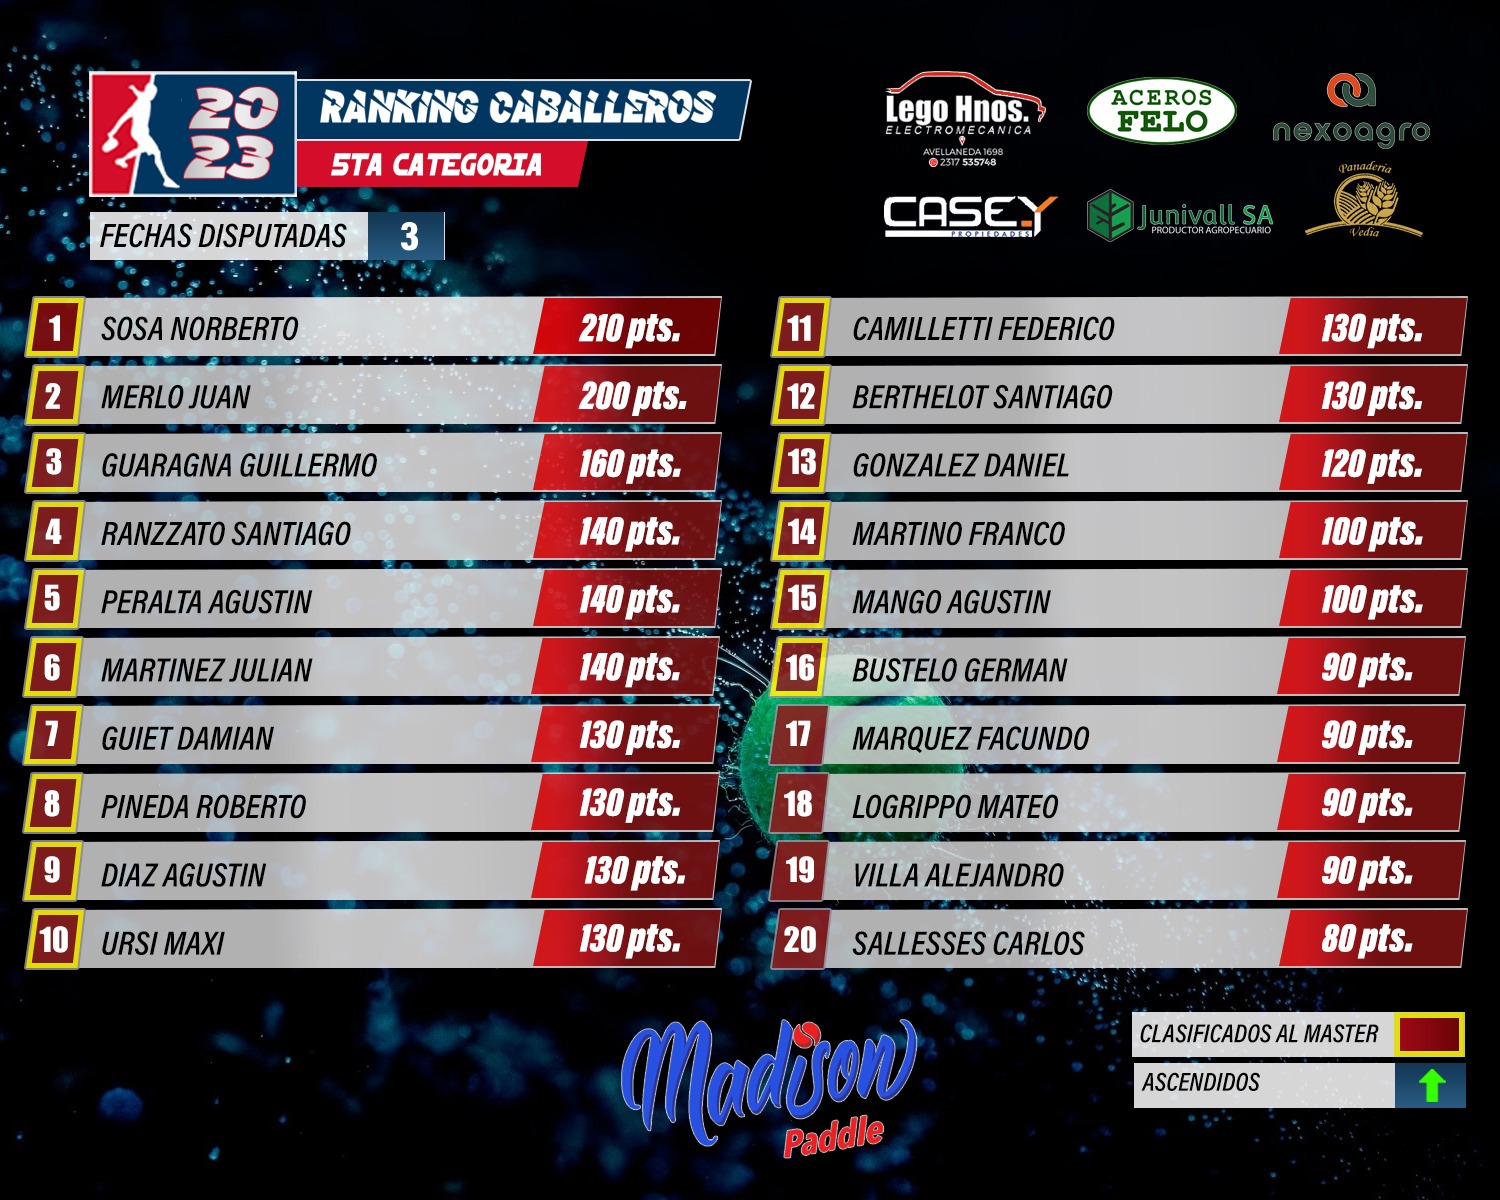 20
23
RANKING CABALLEROS
5TA CATEGORIA
FECHAS DISPUTADAS 3
Lego Hnos.
ELECTROMECANICA
AVELLANEDA 1698
2317 535748
ACEROS
FELO
nexoagro
CASEY
PROPIEDADES
Junivall SA
PRODUCTOR AGROPECUARIO
Panaderia
Vedia
1 SOSA NORBERTO 210 pts.
2 MERLO JUAN 200 pts.
3 GUARAGNA GUILLERMO 160 pts.
4 RANZZATO SANTIAGO 140 pts.
5 PERALTA AGUSTIN 140 pts.
6 MARTINEZ JULIAN 140 pts.
7 GUIET DAMIAN 130 pts.
8 PINEDA ROBERTO 130 pts.
9 DIAZ AGUSTIN 130 pts.
10 URSI MAXI 130 pts.
11 CAMILLETTI FEDERICO 130 pts.
12 BERTHELOT SANTIAGO 130 pts.
13 GONZALEZ DANIEL 120 pts.
14 MARTINO FRANCO 100 pts.
15 MANGO AGUSTIN 100 pts.
16 BUSTELO GERMAN 90 pts.
17 MARQUEZ FACUNDO 90 pts.
18 LOGRIPPO MATEO 90 pts.
19 VILLA ALEJANDRO 90 pts.
20 SALLESSES CARLOS 80 pts.
Madison
Paddle
CLASIFICADOS AL MASTER
ASCENDIDOS